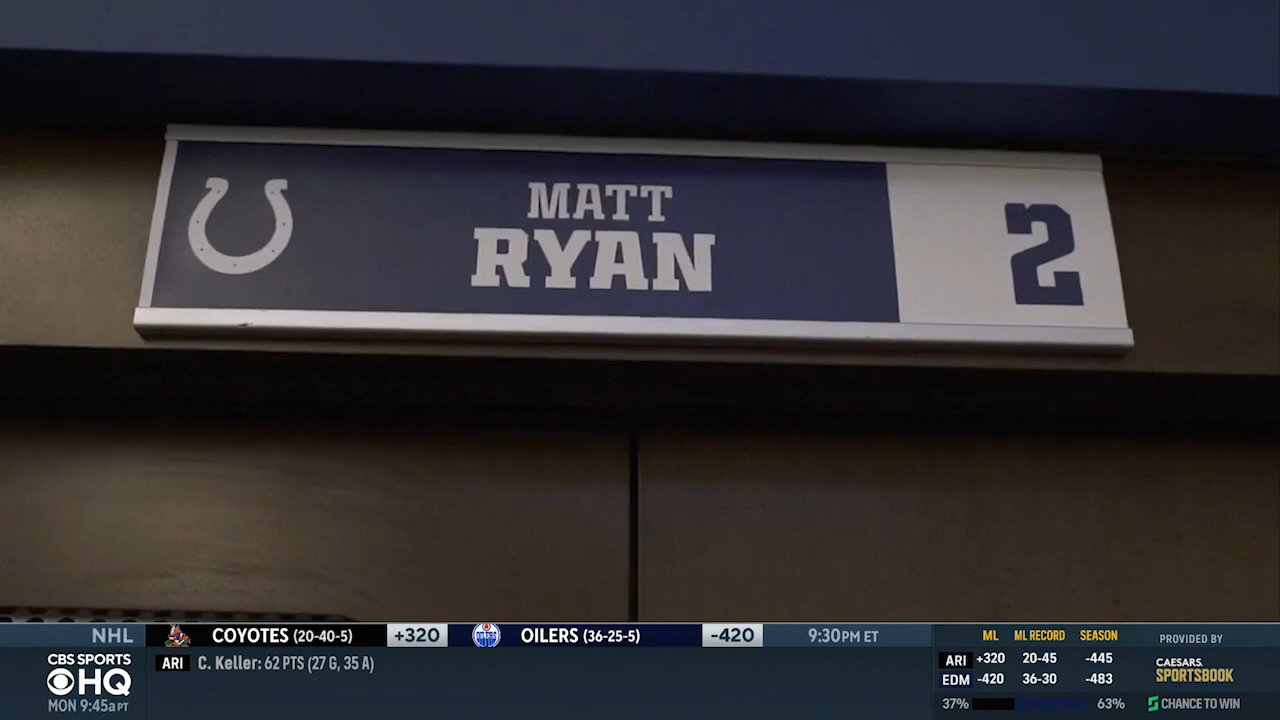 MATT
RYAN
2
NHL COYOTES (20-40-5) +320 OILERS (36-25-5) -420 9:30PM ET
ARI C. Keller: 62 PTS (27 G, 35 A)
CBS SPORTS
HQ
MON 9:45a PT
ML ML RECORD SEASON
ARI +320 20-45 -445
EDM -420 36-30 -483
37% 63%
PROVIDED BY
CAESARS
SPORTSBOOK
CHANCE TO WIN